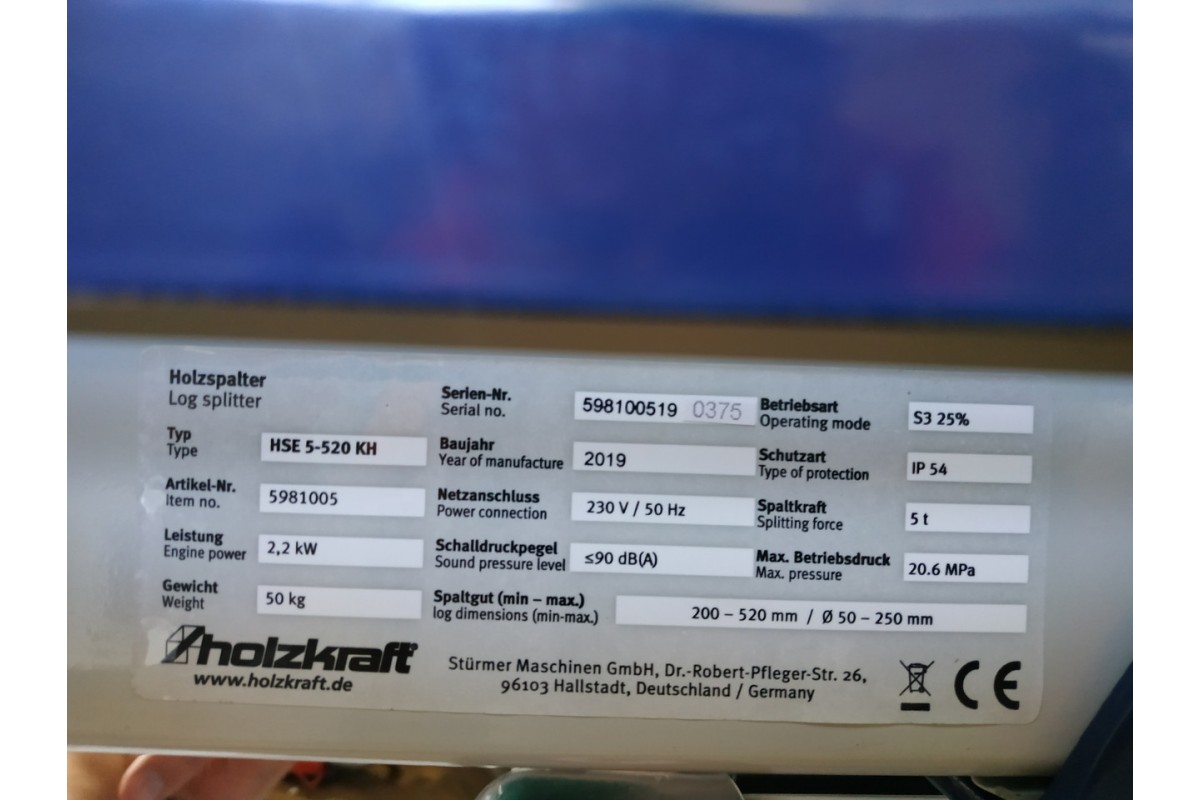 Holzspalter
Log splitter
Typ
Type
HSE 5-520 KH
Artikel-Nr.
Item no.
5981005
Leistung
Engine power
2,2 kW
Gewicht
Weight
50 kg
Serien-Nr.
Serial no.
598100519 0375
Baujahr
Year of manufacture
2019
Netzanschluss
Power connection
230 V / 50 Hz
Schalldruckpegel
Sound pressure level
≤90 dB(A)
Spaltgut (min – max.)
log dimensions (min-max.)
200 – 520 mm / Ø 50 – 250 mm
Betriebsart
Operating mode
S3 25%
Schutzart
Type of protection
IP 54
Spaltkraft
Splitting force
5 t
Max. Betriebsdruck
Max. pressure
20.6 MPa
holzkraft®
www.holzkraft.de
Stürmer Maschinen GmbH, Dr.-Robert-Pfleger-Str. 26,
96103 Hallstadt, Deutschland / Germany
CE